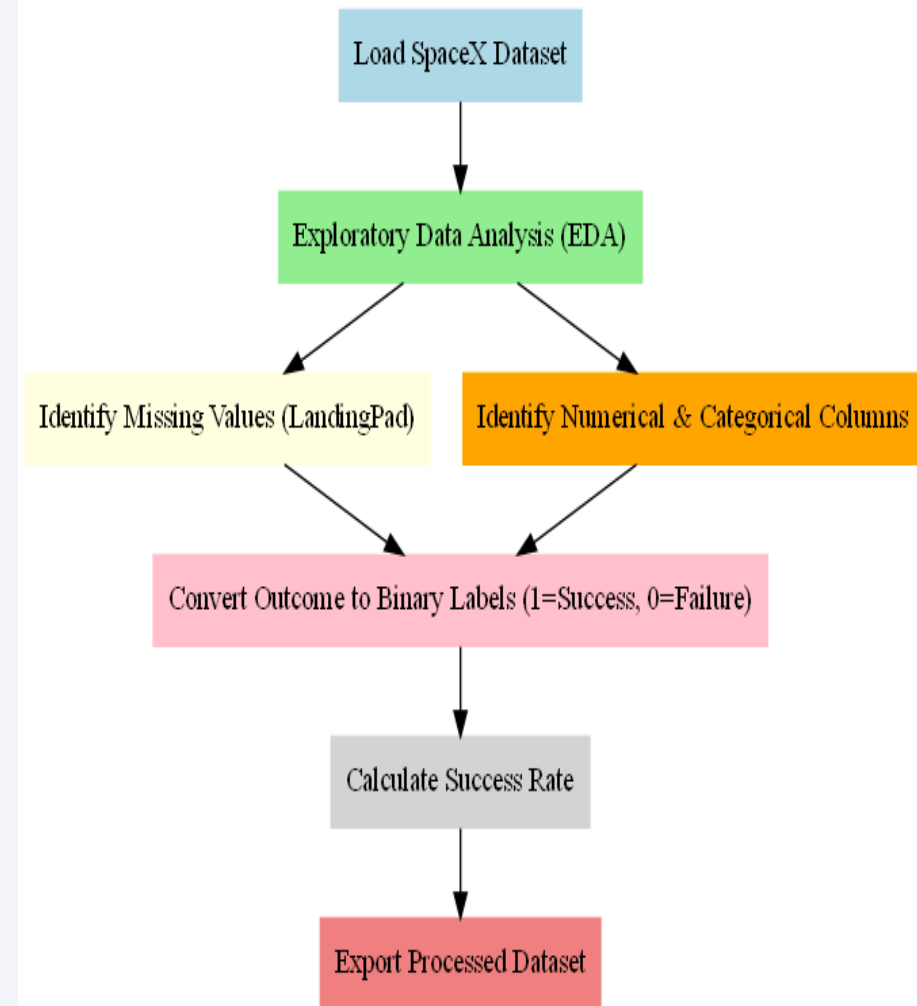 Load SpaceX Dataset
Exploratory Data Analysis (EDA)
Identify Missing Values (LandingPad)
Identify Numerical & Categorical Columns
Convert Outcome to Binary Labels (1=Success, 0=Failure)
Calculate Success Rate
Export Processed Dataset